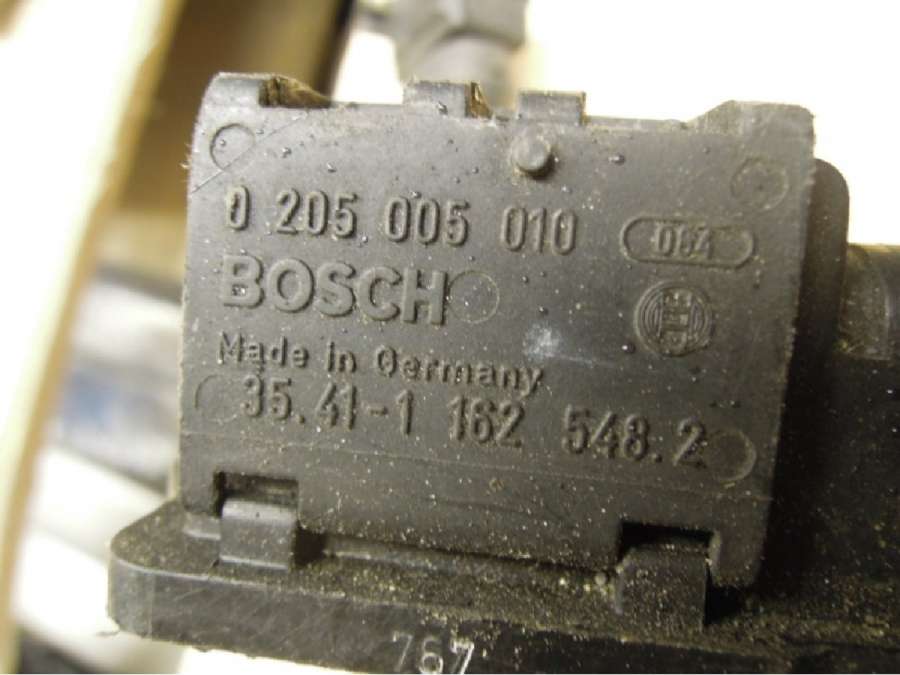 0 205 005 010 064
BOSCH
Made in Germany
35.41-1 162 548.2
767